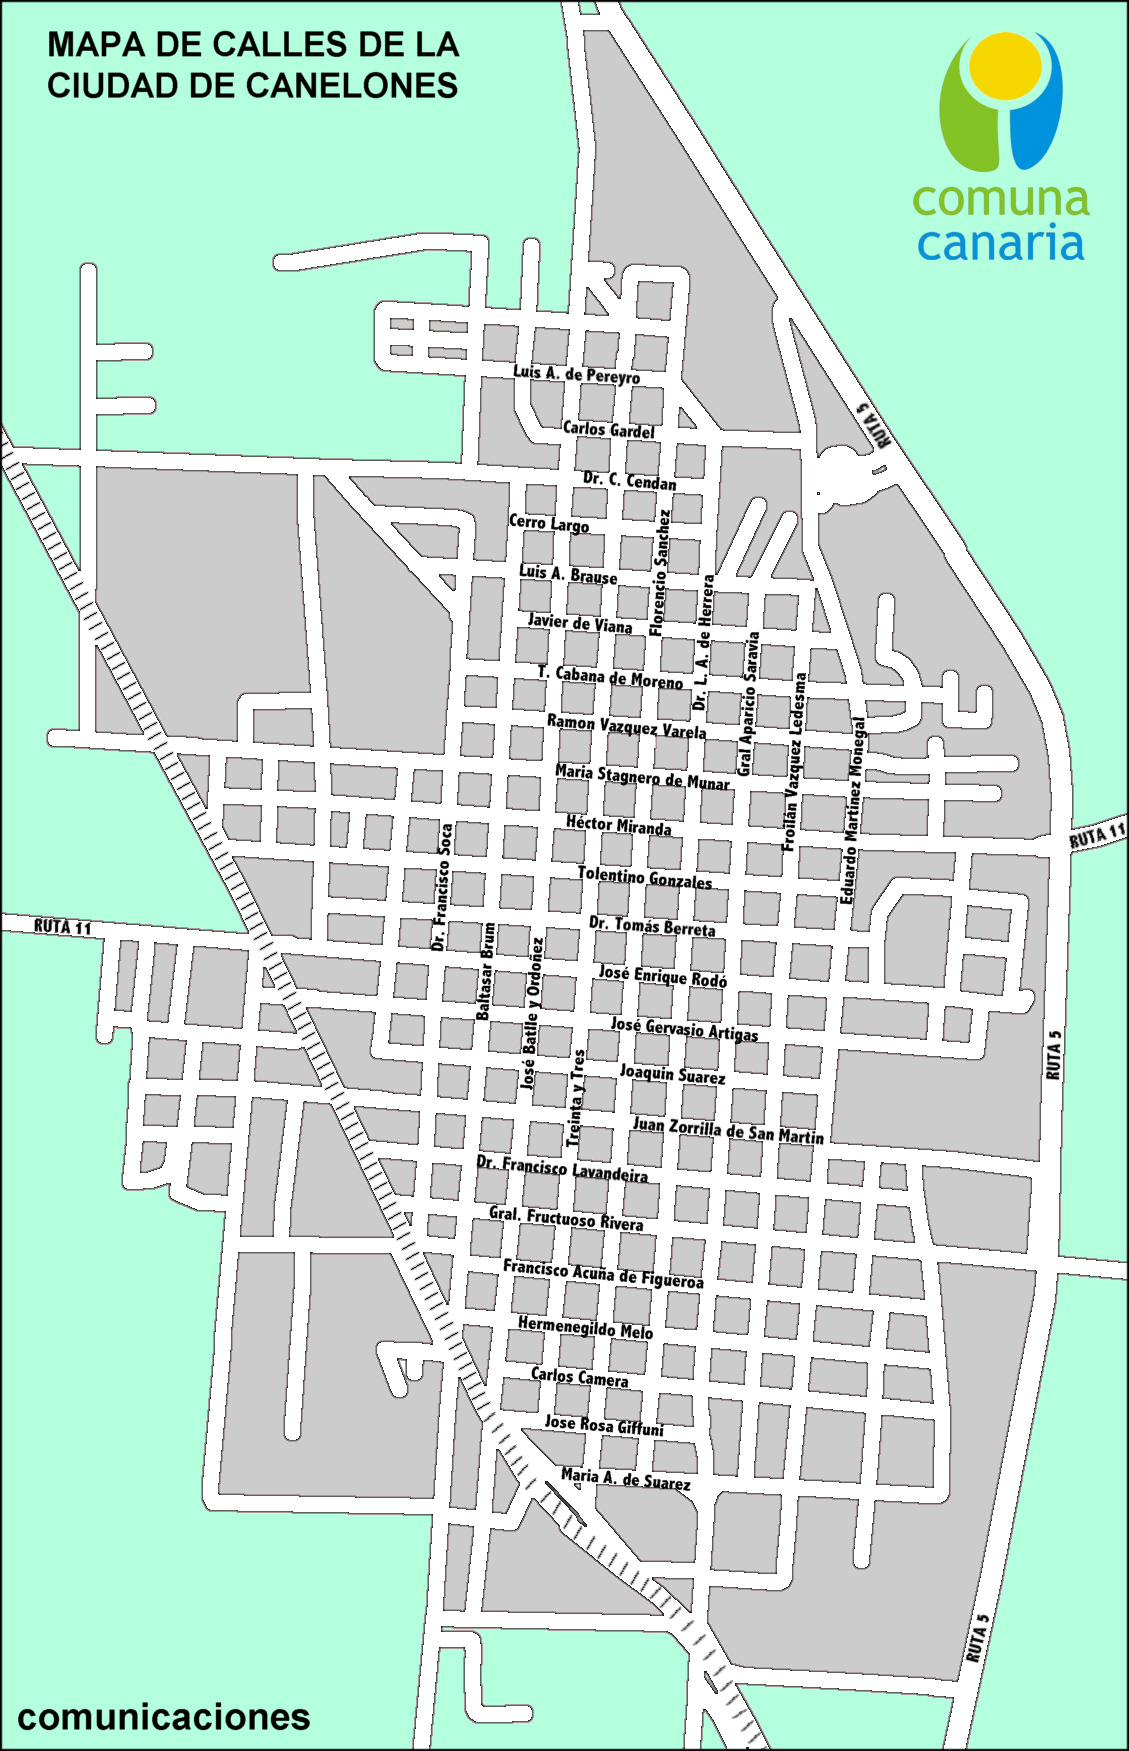 MAPA DE CALLES DE LA
CIUDAD DE CANELONES
comuna
canaria
Luis A. de Pereyro
RUTA 5
Carlos Gardel
Dr. C. Cendan
Cerro Largo
Florencio Sanchez
Luis A. Brause
Dr. L. A. de Herrera
Javier de Viana
Gral Aparicio Saravia
T. Cabana de Moreno
Froilán Vazquez Ledesma
Ramon Vazquez Varela
Eduardo Martinez Monegal
Maria Stagnero de Munar
Héctor Miranda
RUTA 11
Dr. Francisco Soca
Tolentino Gonzales
RUTA 11
Dr. Tomás Berreta
Baltasar Brum
José Batlle y Ordoñez
José Enrique Rodó
José Gervasio Artigas
RUTA 5
Treinta y Tres
Joaquin Suarez
Juan Zorrilla de San Martin
Dr. Francisco Lavandeira
Gral. Fructuoso Rivera
Francisco Acuña de Figueroa
Hermenegildo Melo
Carlos Camera
Jose Rosa Giffuni
Maria A. de Suarez
RUTA 5
comunicaciones